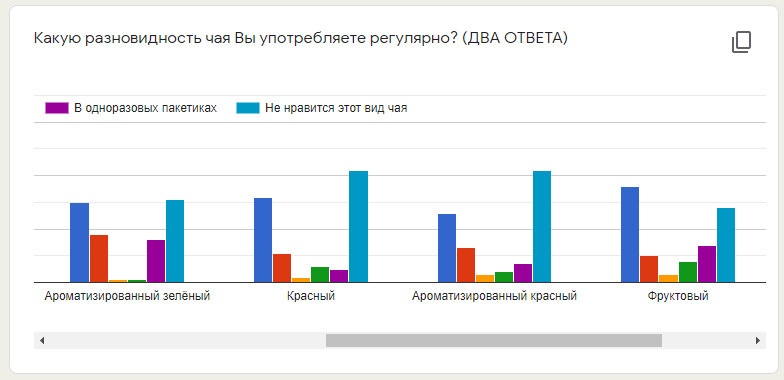 Какую разновидность чая Вы употребляете регулярно? (ДВА ОТВЕТА)
В одноразовых пакетиках Не нравится этот вид чая
Ароматизированный зелёный Красный Ароматизированный красный Фруктовый